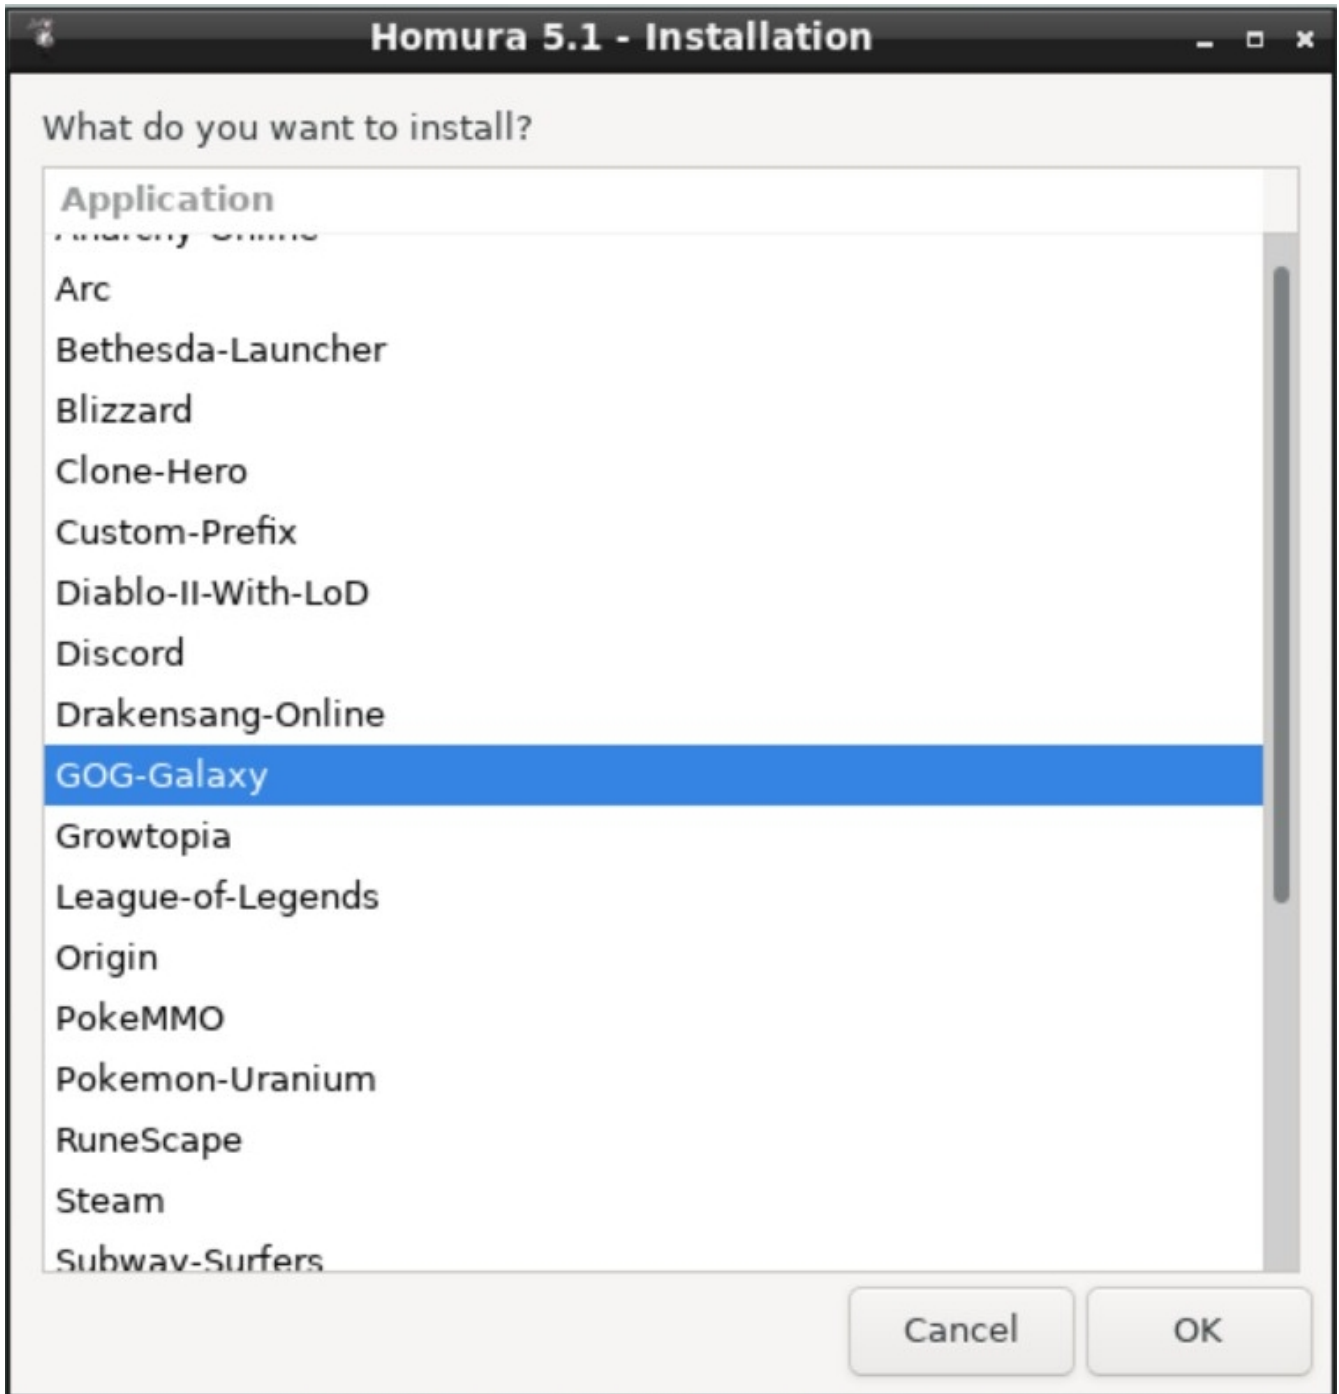 Homura 5.1 - Installation
What do you want to install?
Application
Anarchy-Online
Arc
Bethesda-Launcher
Blizzard
Clone-Hero
Custom-Prefix
Diablo-II-With-LoD
Discord
Drakensang-Online
GOG-Galaxy
Growtopia
League-of-Legends
Origin
PokeMMO
Pokemon-Uranium
RuneScape
Steam
Subway-Surfers
Cancel OK